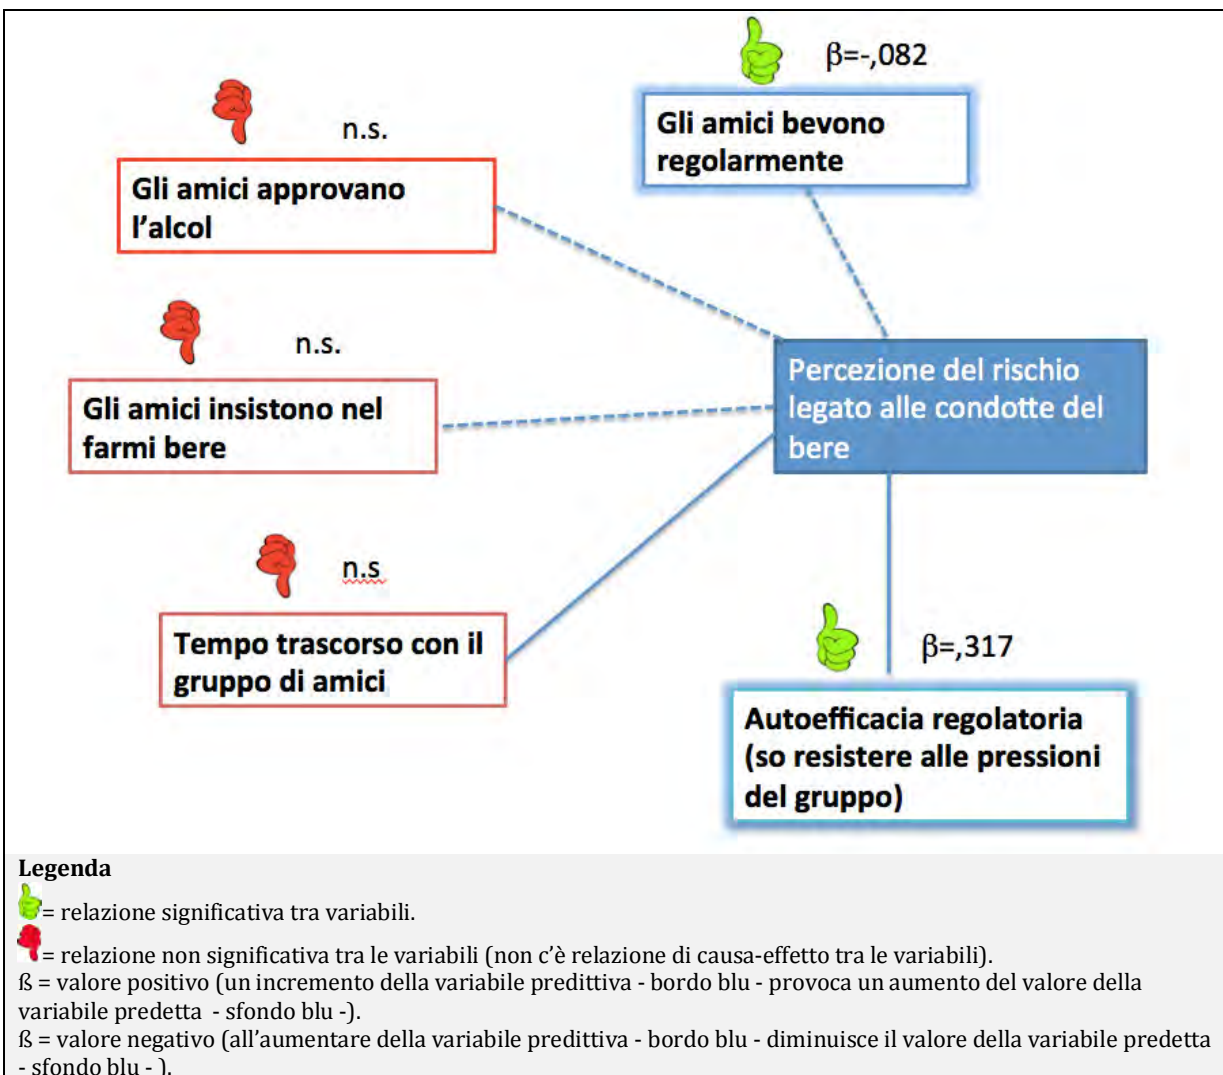 β=-,082
Gli amici bevono
regolarmente
n.s.
Gli amici approvano
l'alcol
n.s.
Gli amici insistono nel
farmi bere
Percezione del rischio
legato alle condotte del
bere
n.s
Tempo trascorso con il
gruppo di amici
β=,317
Autoefficacia regolatoria
(so resistere alle pressioni
del gruppo)
Legenda
= relazione significativa tra variabili.
= relazione non significativa tra le variabili (non c'è relazione di causa-effetto tra le variabili).
ß = valore positivo (un incremento della variabile predittiva - bordo blu - provoca un aumento del valore della
variabile predetta - sfondo blu -).
ß = valore negativo (all'aumentare della variabile predittiva - bordo blu - diminuisce il valore della variabile predetta
- sfondo blu - ).